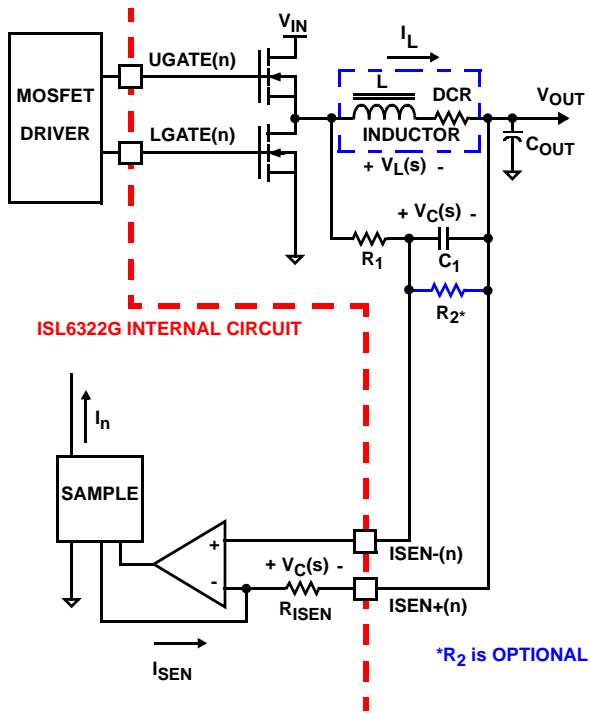 V_IN
I_L
UGATE(n)
L
DCR
V_OUT
MOSFET
DRIVER
LGATE(n)
INDUCTOR
C_OUT
+ V_L(s) -
+ V_C(s) -
R_1
C_1
R_2*
ISL6322G INTERNAL CIRCUIT
I_n
SAMPLE
+
-
ISEN-(n)
+ V_C(s) -
R_ISEN
ISEN+(n)
I_SEN
*R_2 is OPTIONAL